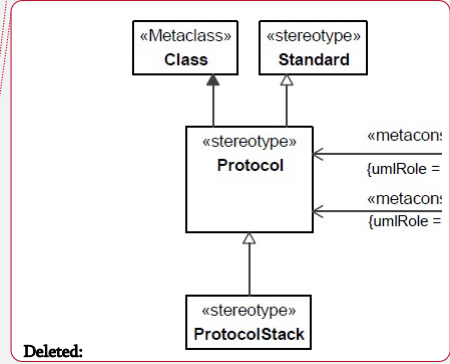 «Metaclass»
Class
«stereotype»
Standard
«stereotype»
Protocol
«metacons
{umlRole =
«metacons
{umlRole =
«stereotype»
ProtocolStack
Deleted: